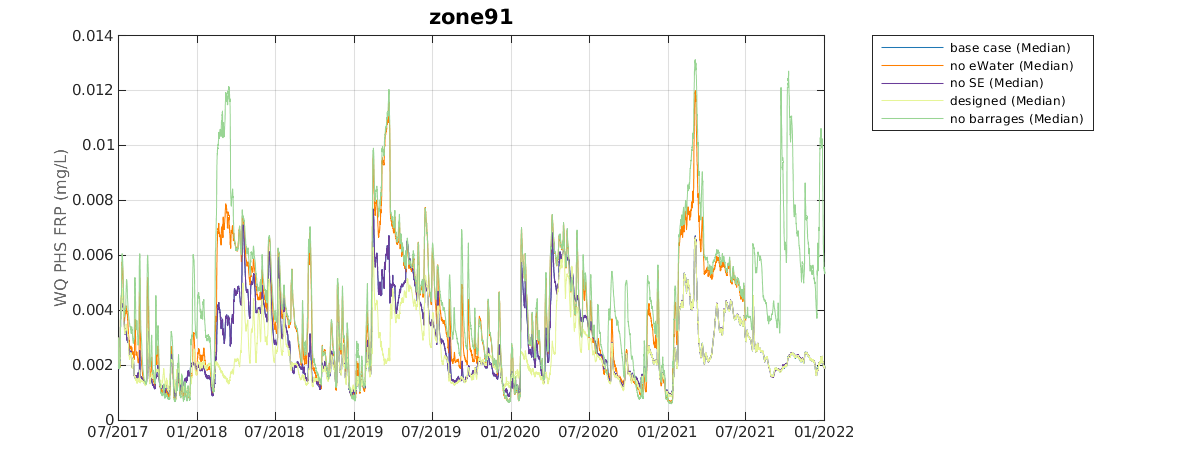 zone91
WQ PHS FRP (mg/L)
0.014
0.012
0.01
0.008
0.006
0.004
0.002
0
07/2017 01/2018 07/2018 01/2019 07/2019 01/2020 07/2020 01/2021 07/2021 01/2022
base case (Median)
no eWater (Median)
no SE (Median)
designed (Median)
no barrages (Median)